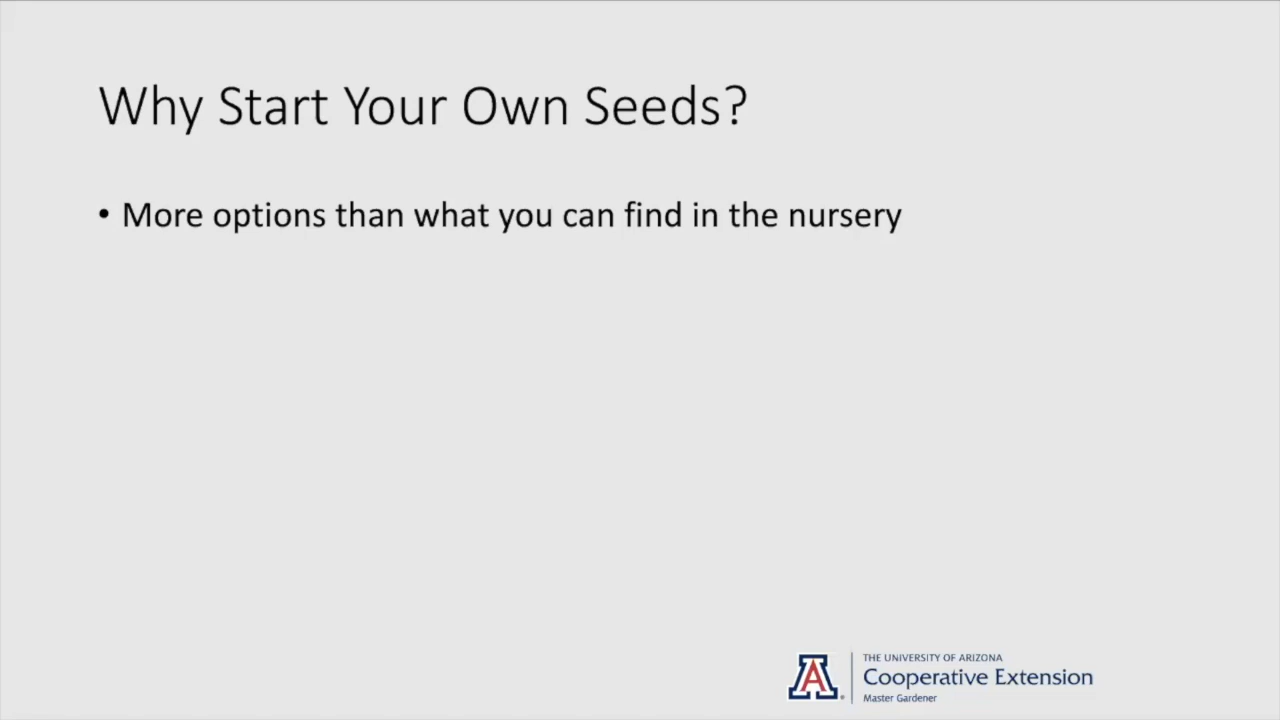 Why Start Your Own Seeds?
• More options than what you can find in the nursery
THE UNIVERSITY OF ARIZONA
Cooperative Extension
Master Gardener